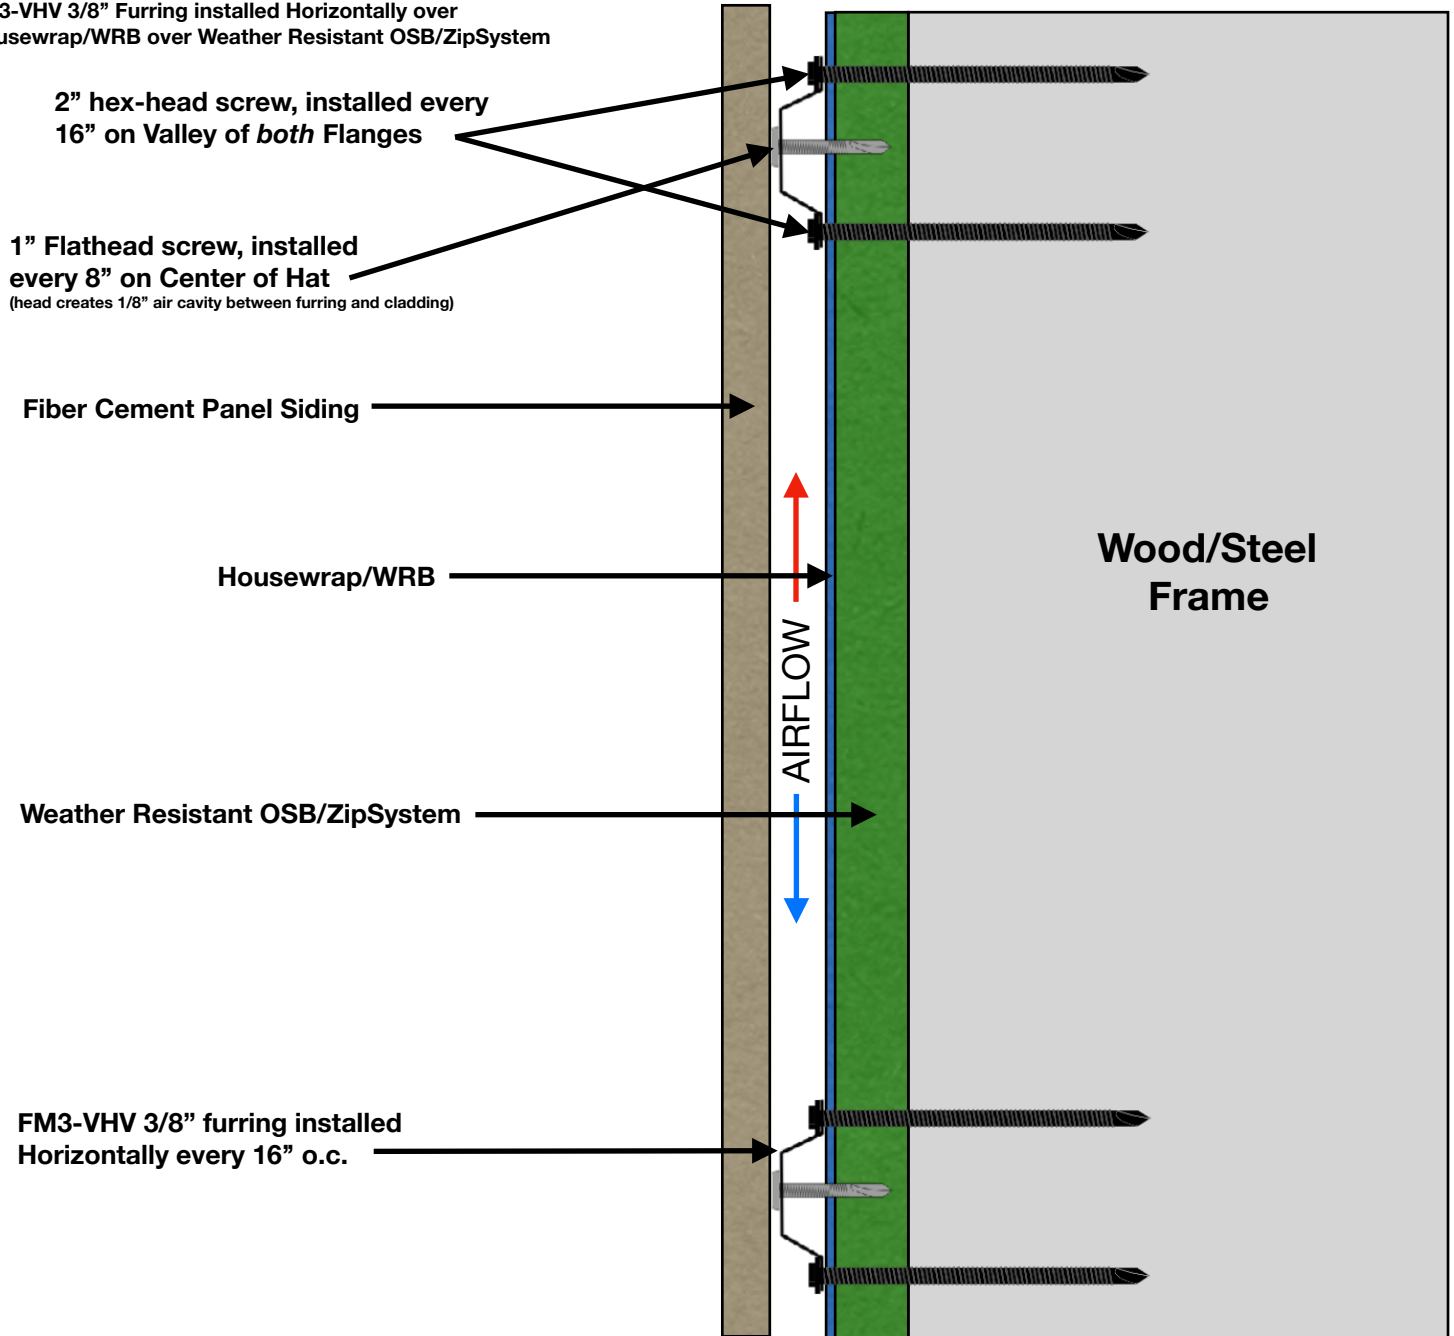 3-VHV 3/8” Furring installed Horizontally over
usewrap/WRB over Weather Resistant OSB/ZipSystem
2” hex-head screw, installed every
16” on Valley of both Flanges
1” Flathead screw, installed
every 8” on Center of Hat
(head creates 1/8” air cavity between furring and cladding)
Fiber Cement Panel Siding
Wood/Steel
Frame
Housewrap/WRB
AIRFLOW
Weather Resistant OSB/ZipSystem
FM3-VHV 3/8” furring installed
Horizontally every 16” o.c.